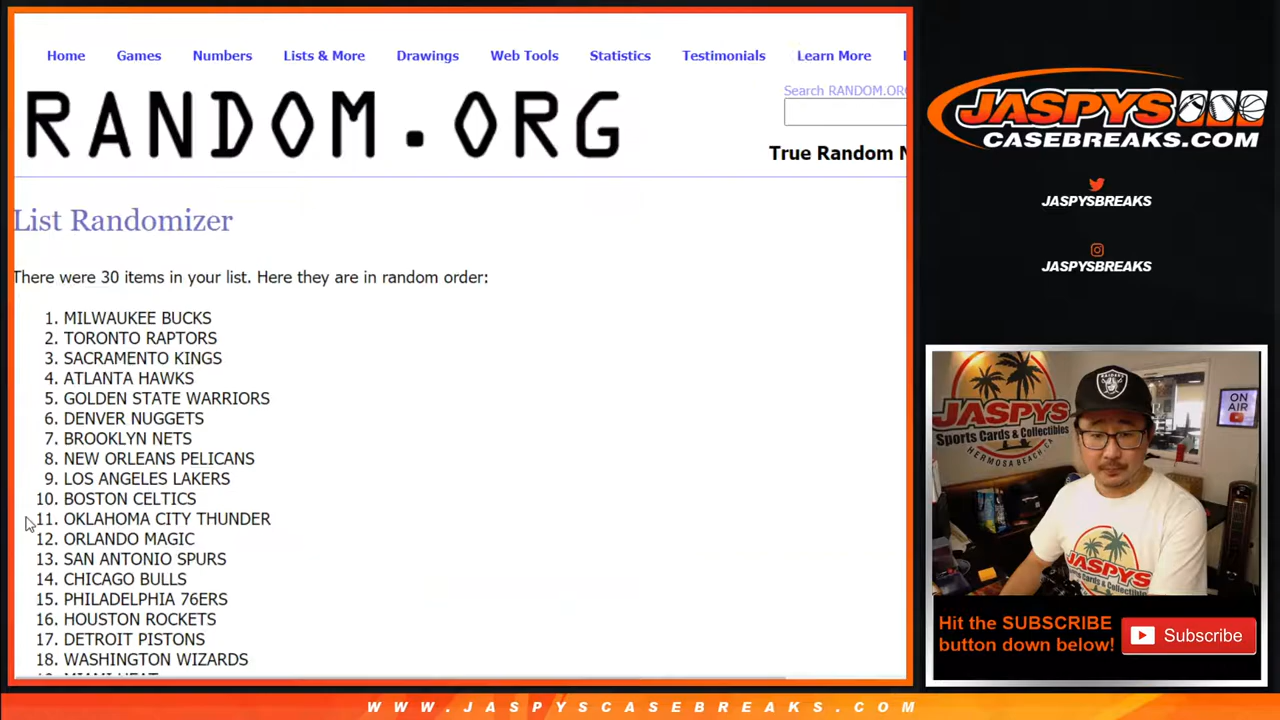 Home Games Numbers Lists & More Drawings Web Tools Statistics Testimonials Learn More
RANDOM.ORG
Search RANDOM.ORG
True Random N
List Randomizer
There were 30 items in your list. Here they are in random order:
1. MILWAUKEE BUCKS
2. TORONTO RAPTORS
3. SACRAMENTO KINGS
4. ATLANTA HAWKS
5. GOLDEN STATE WARRIORS
6. DENVER NUGGETS
7. BROOKLYN NETS
8. NEW ORLEANS PELICANS
9. LOS ANGELES LAKERS
10. BOSTON CELTICS
11. OKLAHOMA CITY THUNDER
12. ORLANDO MAGIC
13. SAN ANTONIO SPURS
14. CHICAGO BULLS
15. PHILADELPHIA 76ERS
16. HOUSTON ROCKETS
17. DETROIT PISTONS
18. WASHINGTON WIZARDS
JASPYS
CASEBREAKS.COM
JASPYSBREAKS
JASPYSBREAKS
JASPYS
Sports Cards & Collectibles
HERMOSA BEACH, CA
RAIDERS
ON
AIR
JASPYS
Hit the SUBSCRIBE
button down below!
Subscribe
WWW.JASPYSCASEBREAKS.COM